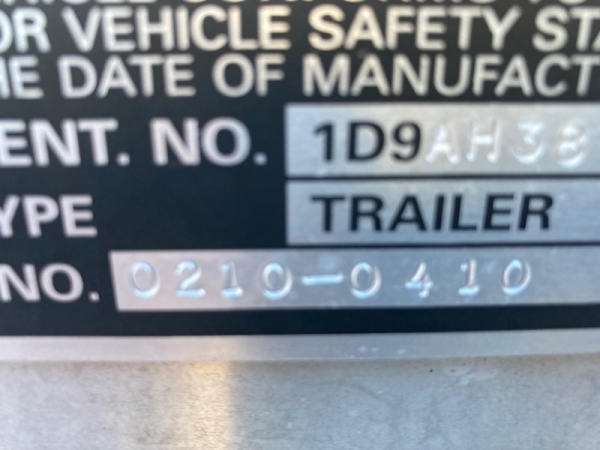 OR VEHICLE SAFETY STA
HE DATE OF MANUFACT
ENT. NO. 1D9AH38
YPE TRAILER
NO. 0210-0410